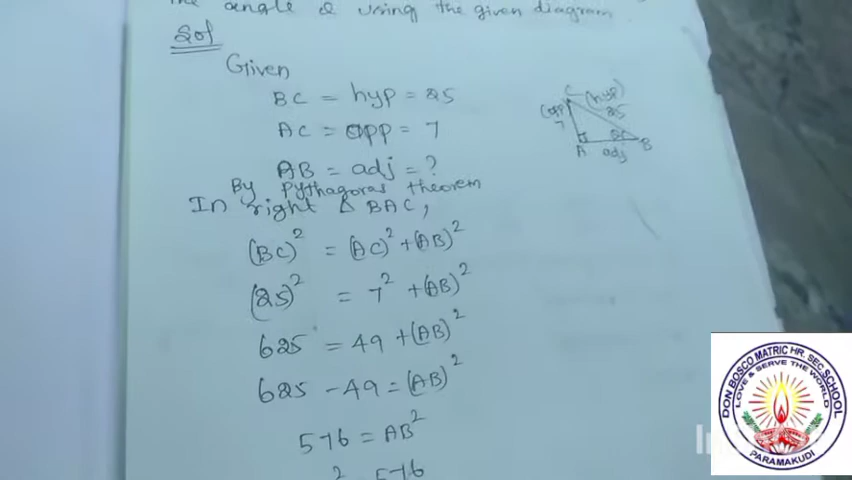 the angle α using the given diagram
Sol
Given
BC = hyp = 25
AC = opp = 7
AB = adj = ?
By Pythagoras theorem
In right Δ BAC,
(BC)² = (AC)² + (AB)²
(25)² = 7² + (AB)²
625 = 49 + (AB)²
625 - 49 = (AB)²
576 = AB²
² 576
C
(hyp)
25
(opp)
7
A
adj
B
DON BOSCO MATRIC HR. SEC SCHOOL
LOVE & SERVE THE WORLD
PARAMAKUDI